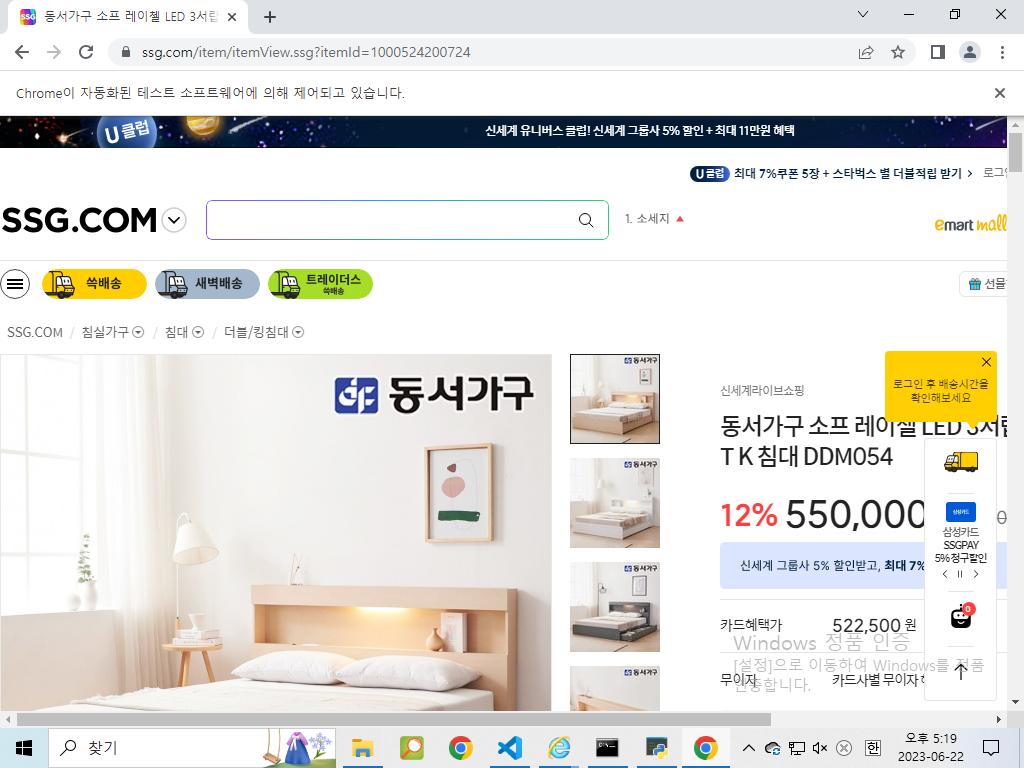 동서가구 소프 레이첼 LED 3서랍
ssg.com/item/itemView.ssg?itemId=1000524200724
Chrome이 자동화된 테스트 소프트웨어에 의해 제어되고 있습니다.
U 클럽
신세계 유니버스 클럽! 신세계 그룹사 5% 할인 + 최대 11만원 혜택
U 클럽 최대 7%쿠폰 5장 + 스타벅스 별 더블적립 받기 >
로그인
SSG.COM
1. 소세지
emart mall
쓱배송
새벽배송
트레이더스
쓱배송
선물
SSG.COM / 침실가구 / 침대 / 더블/킹침대
동서가구
동서가구
동서가구
동서가구
동서가구
신세계라이브쇼핑
동서가구 소프 레이첼 LED 3서랍
T K 침대 DDM054
12% 550,000
신세계 그룹사 5% 할인받고, 최대 7%
카드혜택가 522,500 원
무이자 카드사별 무이자
로그인 후 배송시간을
확인해보세요
삼성카드
삼성카드
SSGPAY
5% 청구할인
0
Windows 정품 인증
[설정]으로 이동하여 Windows를 정품
인증합니다.
찾기
한
오후 5:19
2023-06-22